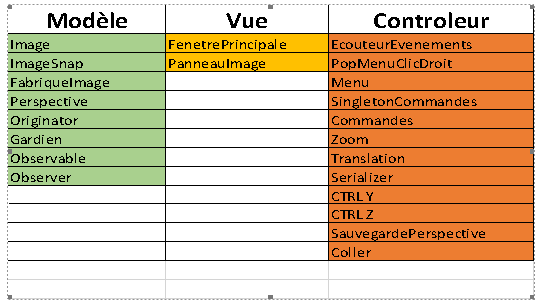 Modèle Vue Controleur
Image FenetrePrincipale EcouteurEvenements
ImageSnap PanneauImage PopMenuClicDroit
FabriqueImage Menu
Perspective SingletonCommandes
Originator Commandes
Gardien Zoom
Observable Translation
Observer Serializer
CTRL Y
CTRL Z
SauvegardePerspective
Coller